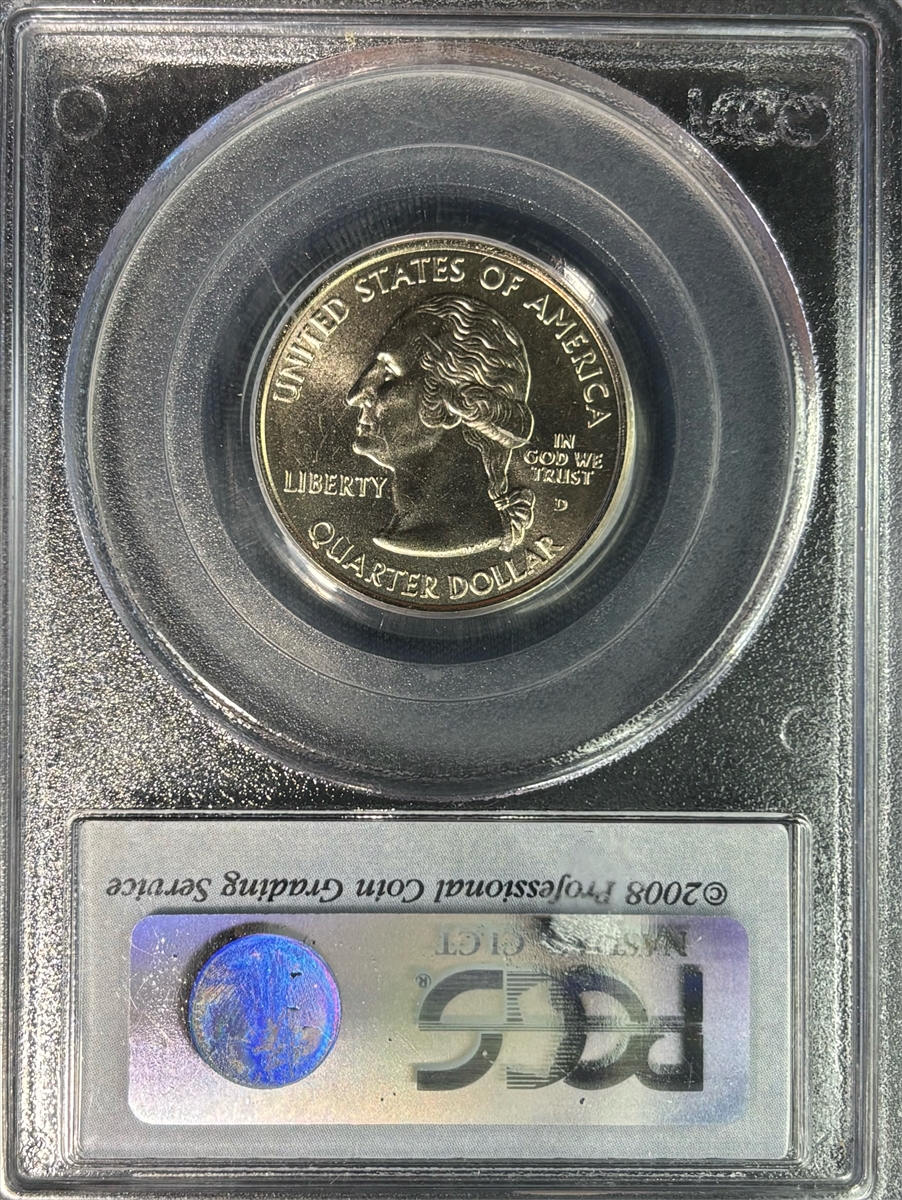 UNITED STATES OF AMERICA
LIBERTY
IN
GOD WE
TRUST
D
QUARTER DOLLAR
©2008 Professional Coin Grading Service
PCGS®